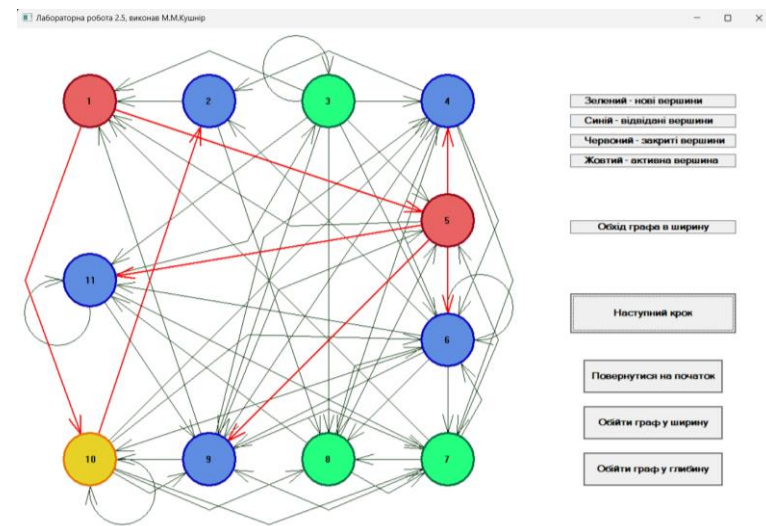 Лабораторна робота 2.5, виконав М.М.Кушнір
1 2 3 4
Зелений - нові вершини
Синій - відвідані вершини
Червоний - закриті вершини
Жовтий - активна вершина
5
Обхід графа в ширину
11
Наступний крок
6
Повернутися на початок
Обійти граф у ширину
10 9 8 7
Обійти граф у глибину